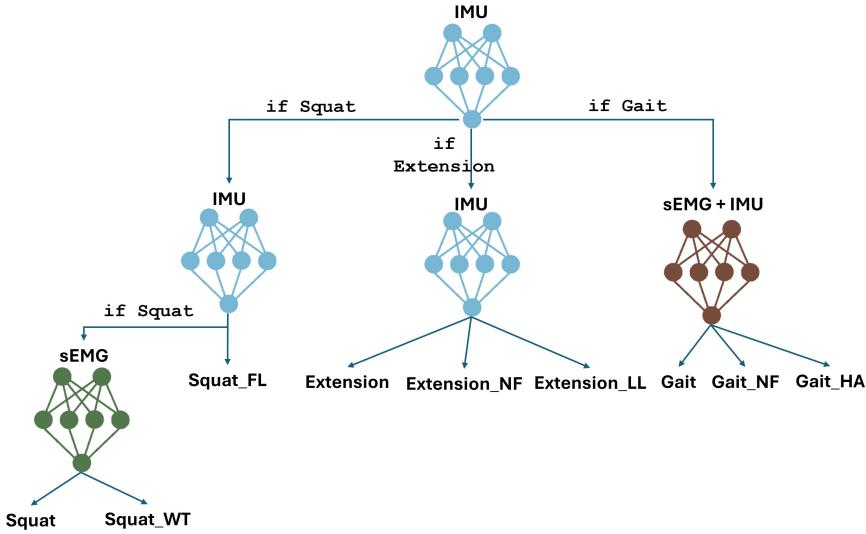 IMU
if Squat
if Gait
if
Extension
IMU
IMU
sEMG + IMU
if Squat
sEMG
Squat_FL
Extension
Extension_NF
Extension_LL
Gait
Gait_NF
Gait_HA
Squat
Squat_WT